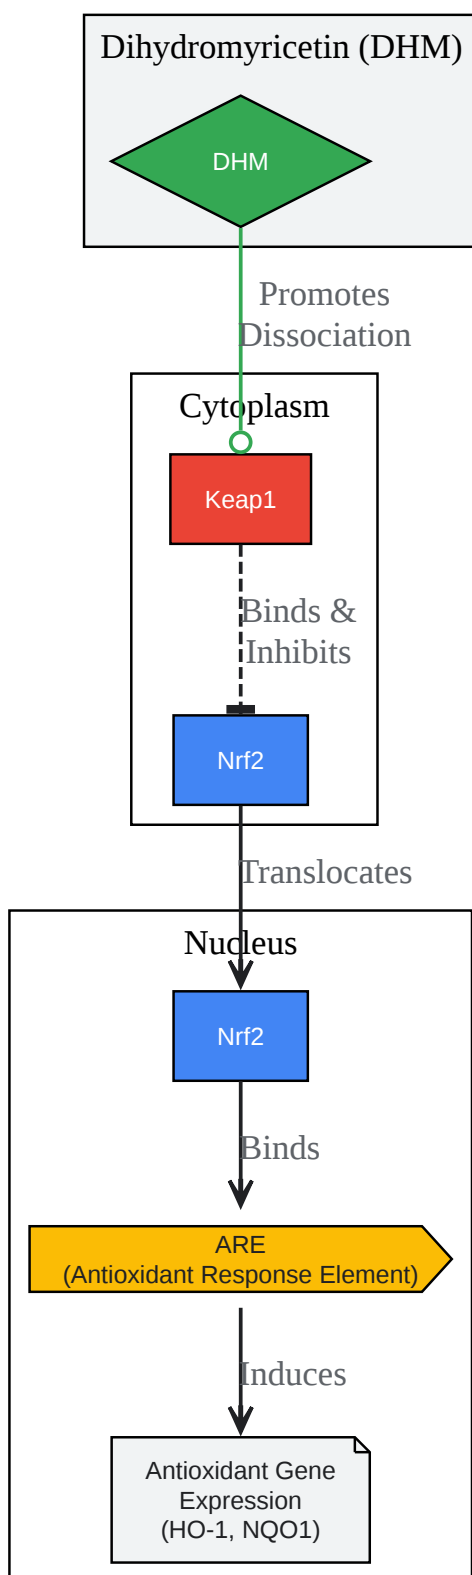 Dihydromyricetin (DHM)
DHM
Promotes
Dissociation
Cytoplasm
Keap1
Binds &
Inhibits
Nrf2
Translocates
Nucleus
Nrf2
Binds
ARE
(Antioxidant Response Element)
Induces
Antioxidant Gene
Expression
(HO-1, NQO1)